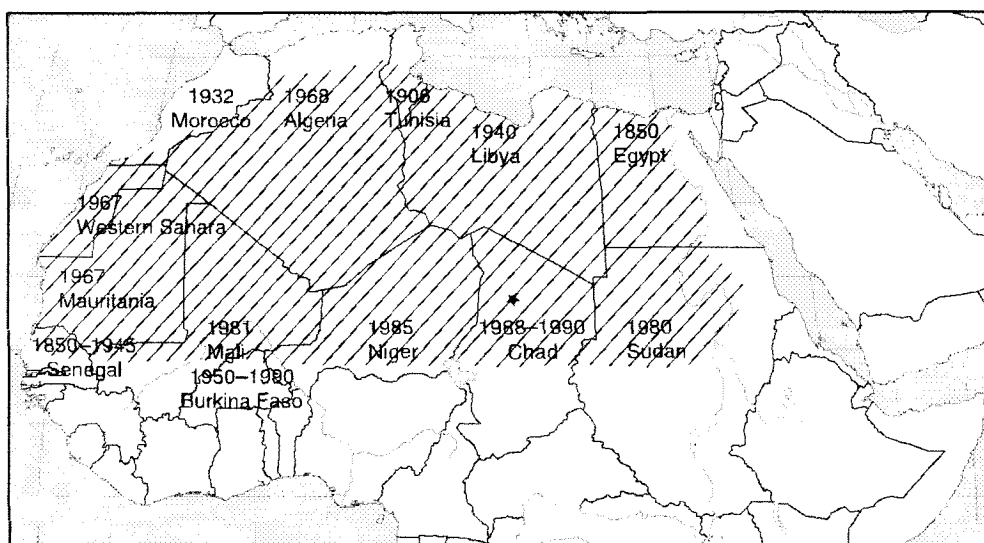 1932
Morocco
1968
Algeria
1906
Tunisia
1940
Libya
1850
Egypt
1967
Western Sahara
1967
Mauritania
1850–1945
Senegal
1981
Mali
1950–1980
Burkina Faso
1985
Niger
1988–1990
Chad
1980
Sudan